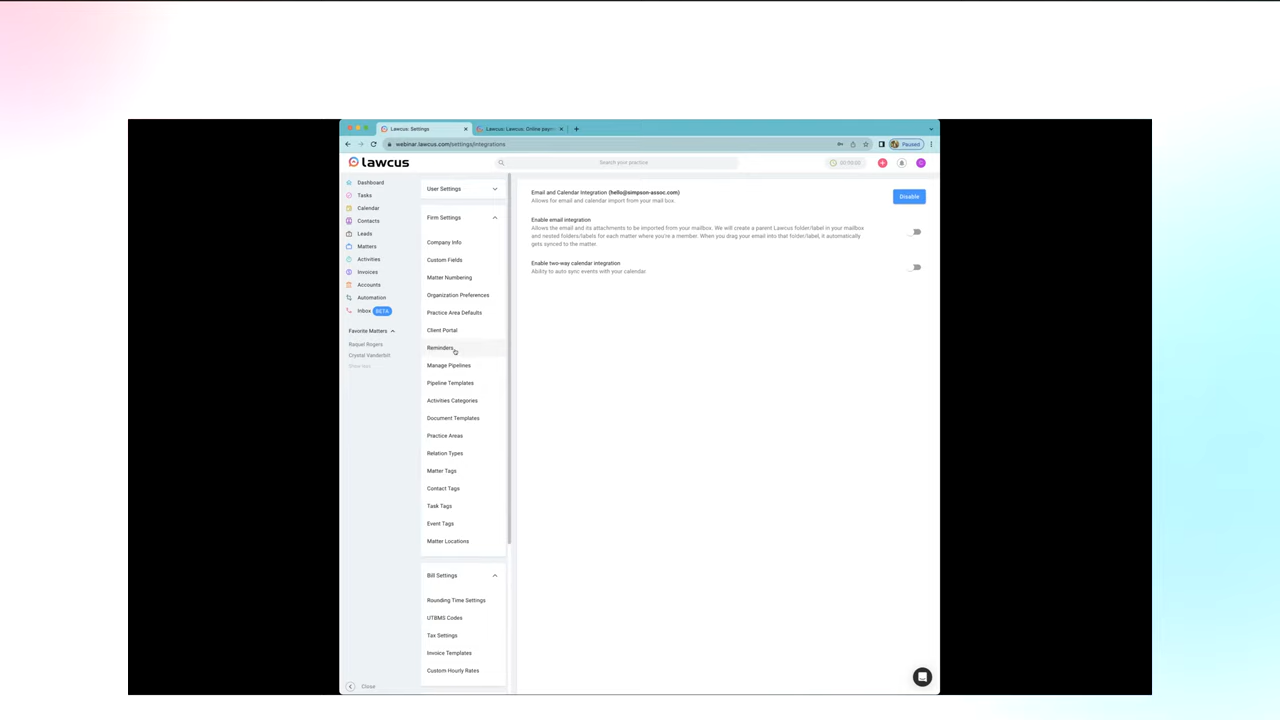 Lawcus: Settings
Lawcus: Lawcus: Online paym
webinar.lawcus.com/settings/integrations
Paused
lawcus
Search your practice
00:00:00
C
Dashboard
Tasks
Calendar
Contacts
Leads
Matters
Activities
Invoices
Accounts
Automation
Inbox BETA
Favorite Matters
Raquel Rogers
Crystal Vanderbilt
Close
User Settings
Firm Settings
Company Info
Custom Fields
Matter Numbering
Organization Preferences
Practice Area Defaults
Client Portal
Reminders
Manage Pipelines
Pipeline Templates
Activities Categories
Document Templates
Practice Areas
Relation Types
Matter Tags
Contact Tags
Task Tags
Event Tags
Matter Locations
Bill Settings
Rounding Time Settings
UTBMS Codes
Tax Settings
Invoice Templates
Custom Hourly Rates
Email and Calendar Integration (hello@simpson-assoc.com)
Allows for email and calendar import from your mail box.
Disable
Enable email integration
Allows the email and its attachments to be imported from your mailbox. We will create a parent Lawcus folder/label in your mailbox
and nested folders/labels for each matter where you're a member. When you drag your email into that folder/label, it automatically
gets synced to the matter.
Enable two-way calendar integration
Ability to auto sync events with your calendar